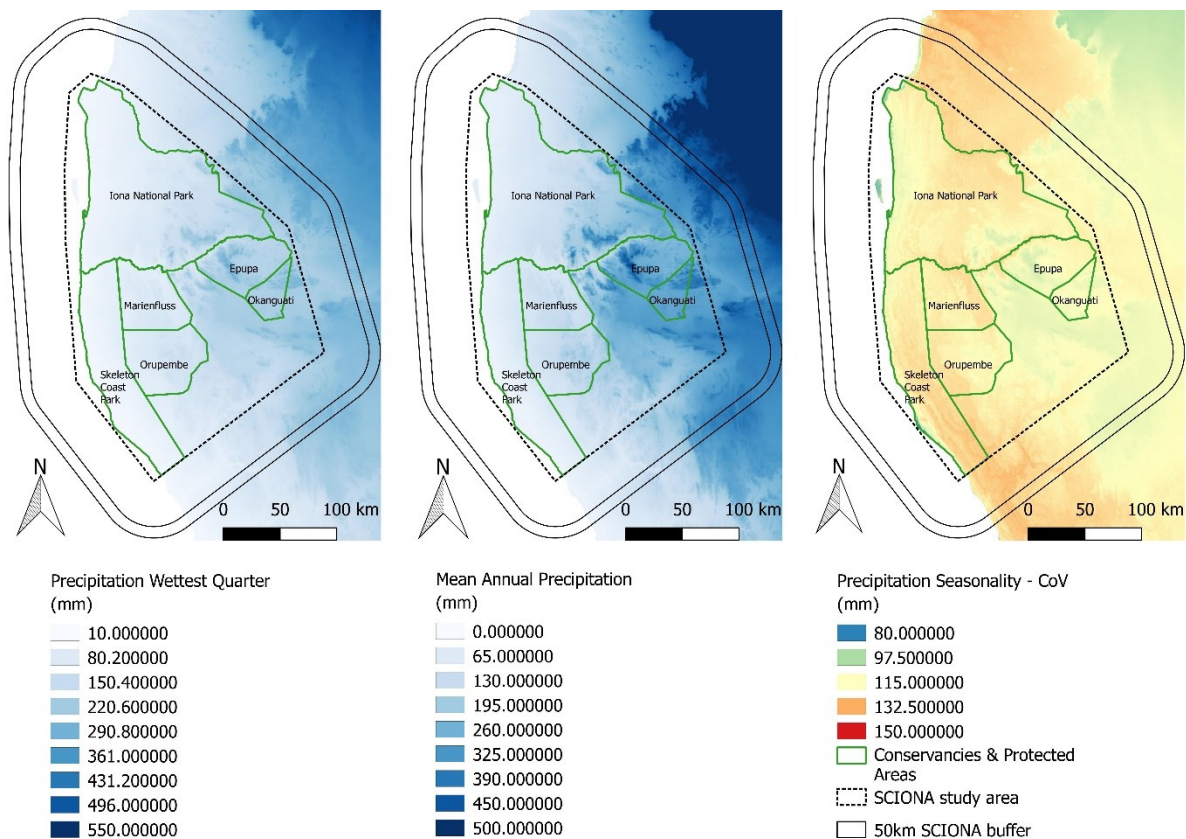 Iona National Park
Epupa
Okanguati
Marienfluss
Orupembe
Skeleton
Coast
Park
N
0 50 100 km
Iona National Park
Epupa
Okanguati
Marienfluss
Orupembe
Skeleton
Coast
Park
N
0 50 100 km
Iona National Park
Epupa
Okanguati
Marienfluss
Orupembe
Skeleton
Coast
Park
N
0 50 100 km
Precipitation Wettest Quarter
(mm)
10.000000
80.200000
150.400000
220.600000
290.800000
361.000000
431.200000
496.000000
550.000000
Mean Annual Precipitation
(mm)
0.000000
65.000000
130.000000
195.000000
260.000000
325.000000
390.000000
450.000000
500.000000
Precipitation Seasonality - CoV
(mm)
80.000000
97.500000
115.000000
132.500000
150.000000
Conservancies & Protected
Areas
SCIONA study area
50km SCIONA buffer